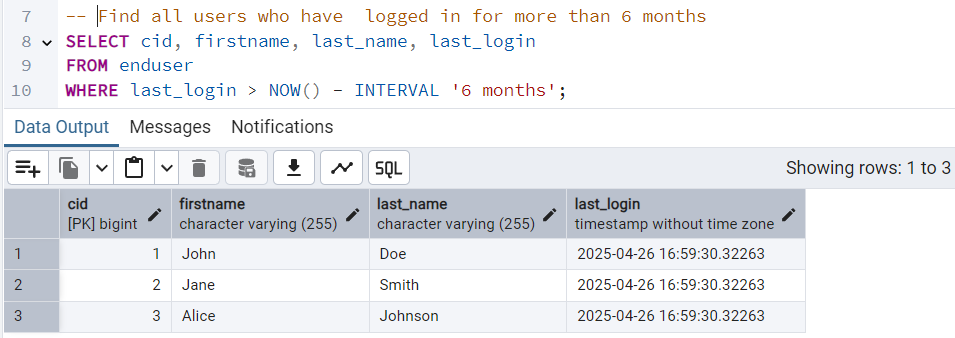 7 -- Find all users who have  logged in for more than 6 months
8 SELECT cid, firstname, last_name, last_login
9 FROM enduser
10 WHERE last_login > NOW() - INTERVAL '6 months';
Data Output Messages Notifications
SQL Showing rows: 1 to 3
cid firstname last_name last_login
[PK] bigint character varying (255) character varying (255) timestamp without time zone
1 1 John Doe 2025-04-26 16:59:30.32263
2 2 Jane Smith 2025-04-26 16:59:30.32263
3 3 Alice Johnson 2025-04-26 16:59:30.32263